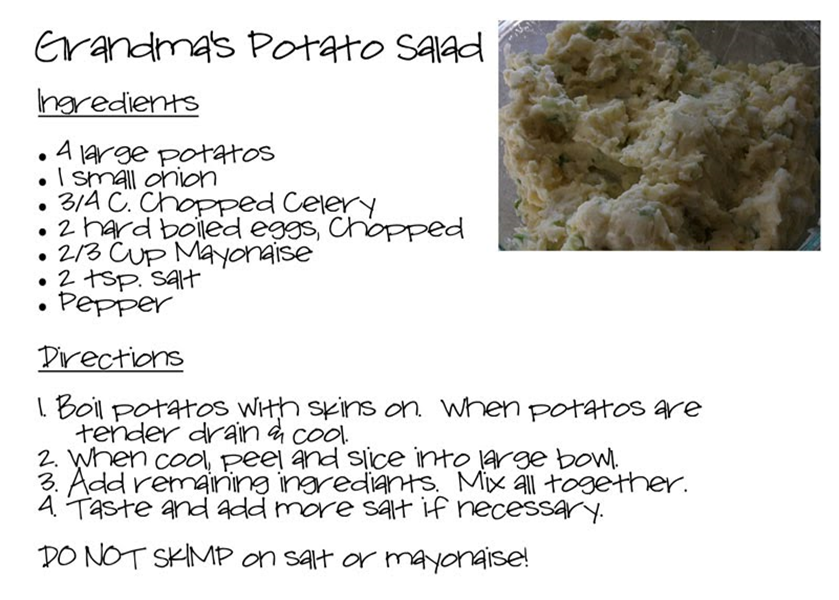 Grandma's Potato Salad
Ingredients
• 4 large potatos
• 1 small onion
• 3/4 C. Chopped Celery
• 2 hard boiled eggs, Chopped
• 2/3 Cup Mayonaise
• 2 tsp. salt
• Pepper
Directions
1. Boil potatos with skins on. When potatos are
tender drain & cool.
2. When cool, peel and slice into large bowl.
3. Add remaining ingrediants. Mix all together.
4. Taste and add more salt if necessary.
DO NOT SKIMP on salt or mayonaise!